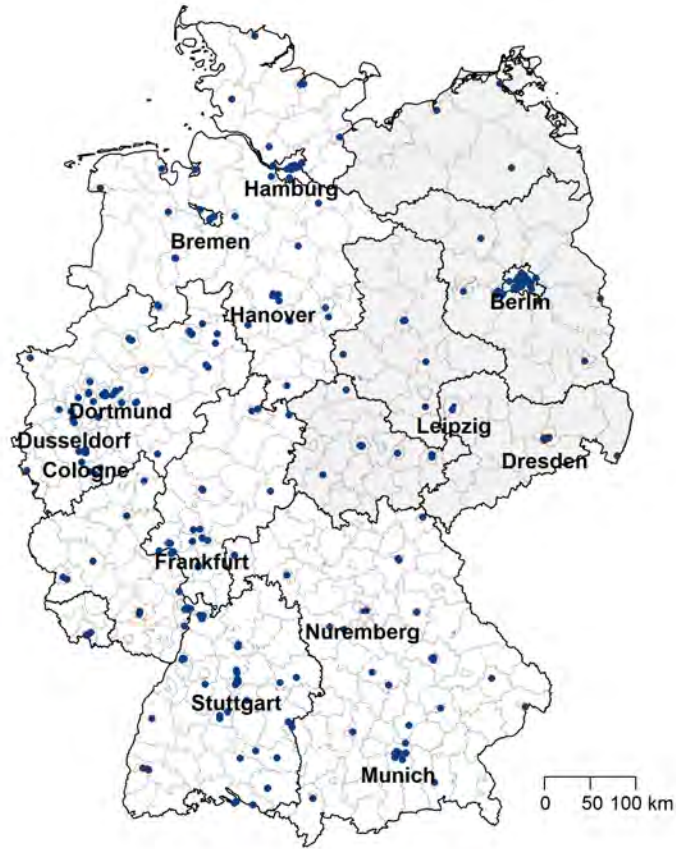 Hamburg
Bremen
Berlin
Hanover
Dortmund
Leipzig
Dusseldorf
Cologne
Dresden
Frankfurt
Nuremberg
Stuttgart
Munich
0 50 100 km